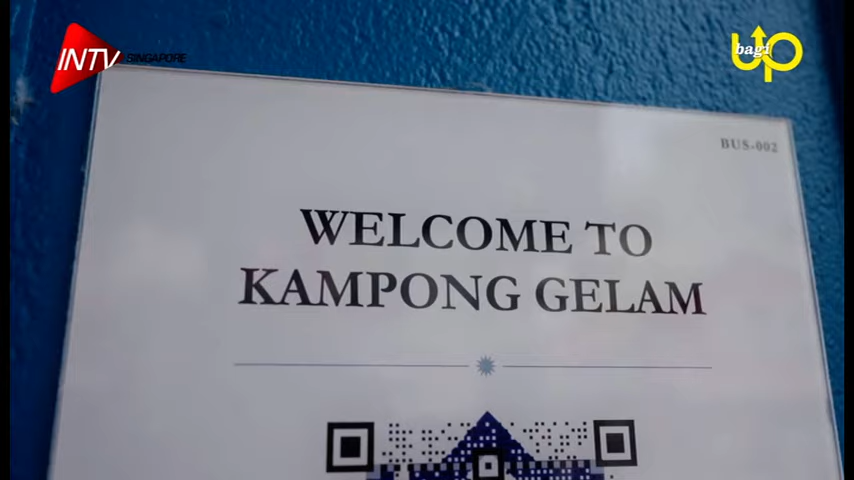 INTV SINGAPORE
bagi UP
BUS-002
WELCOME TO
KAMPONG GELAM